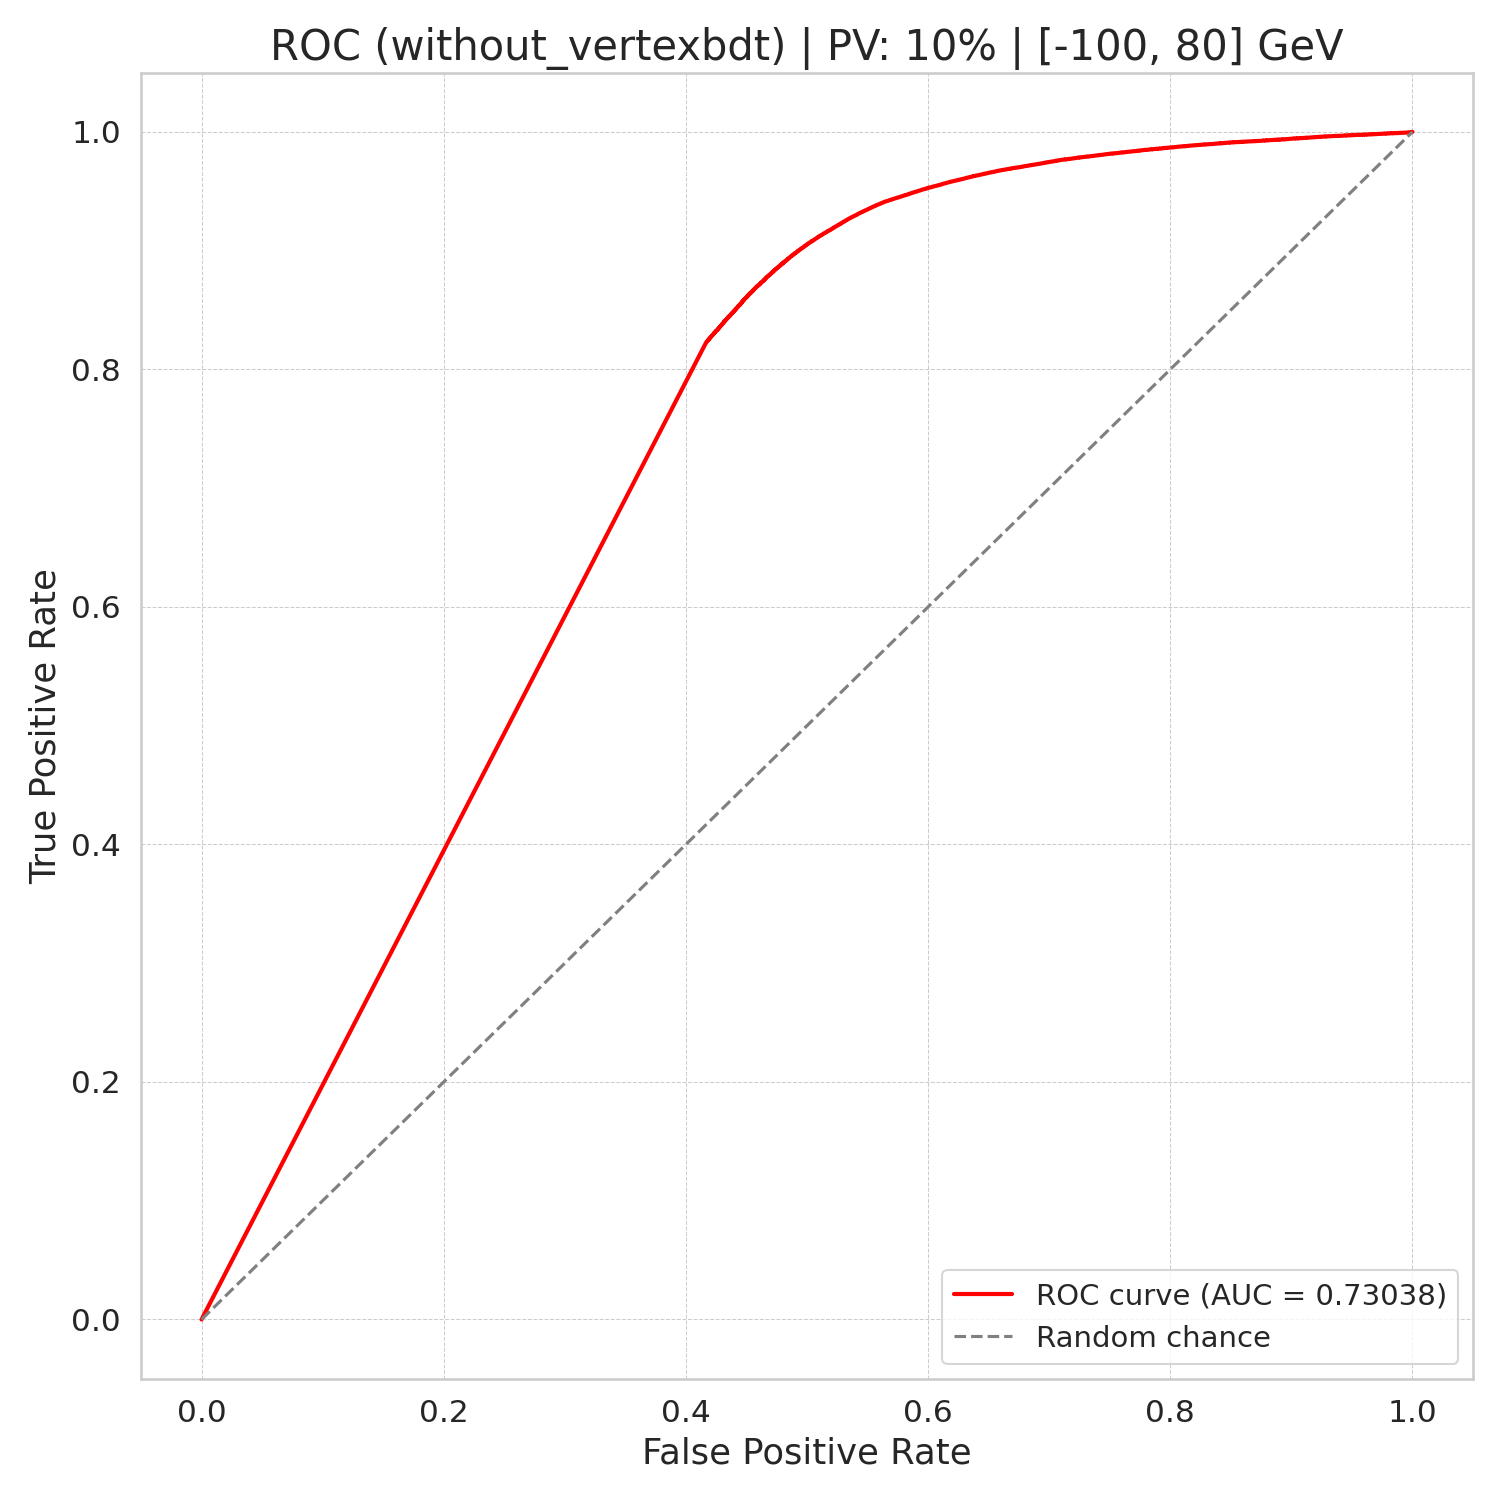 ROC (without_vertexbdt) | PV: 10% | [-100, 80] GeV
True Positive Rate
1.0
0.8
0.6
0.4
0.2
0.0
0.0 0.2 0.4 0.6 0.8 1.0
False Positive Rate
ROC curve (AUC = 0.73038)
Random chance